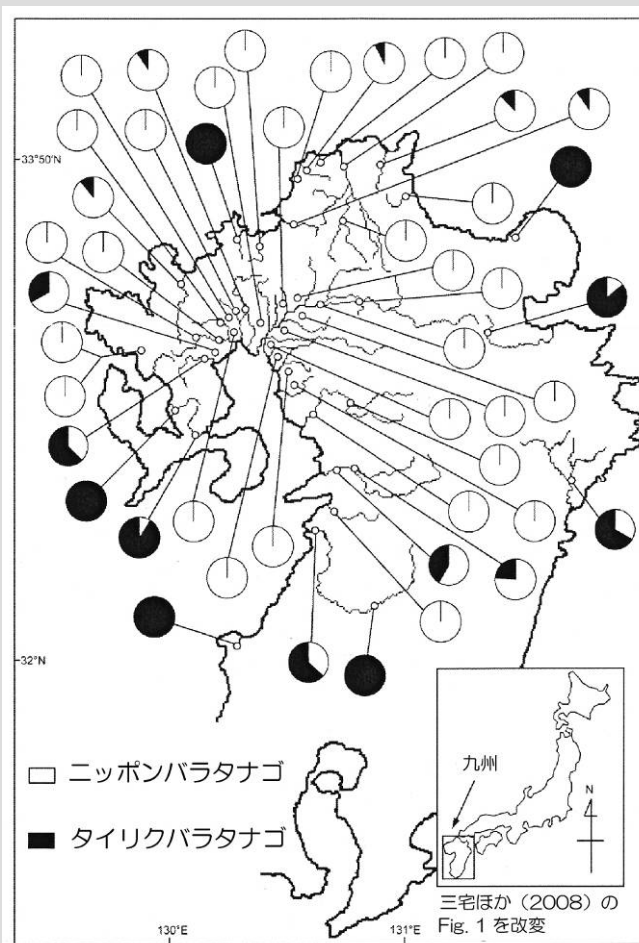 33°50'N
32°N
ニッポンバラタナゴ
タイリクバラタナゴ
九州
N
三宅ほか（2008）の
Fig. 1 を改変
130°E
131°E